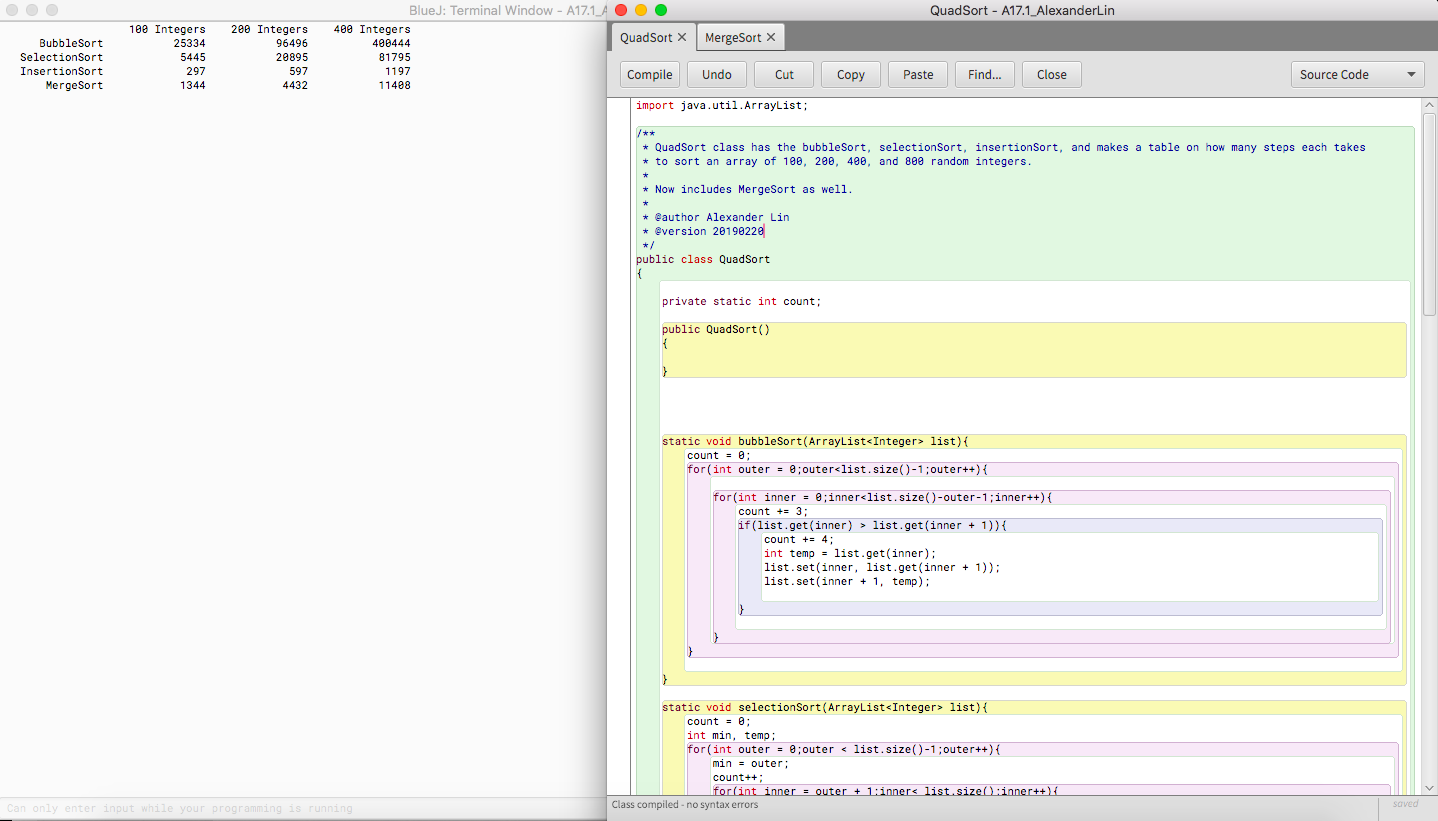 BlueJ: Terminal Window - A17.1_A
100 Integers 200 Integers 400 Integers
BubbleSort 25334 96496 400444
SelectionSort 5445 20895 81795
InsertionSort 297 597 1197
MergeSort 1344 4432 11408
Can only enter input while your programming is running
QuadSort - A17.1_AlexanderLin
QuadSort ✕ MergeSort ✕
Compile Undo Cut Copy Paste Find... Close Source Code
import java.util.ArrayList;
/**
* QuadSort class has the bubbleSort, selectionSort, insertionSort, and makes a table on how many steps each takes
* to sort an array of 100, 200, 400, and 800 random integers.
*
* Now includes MergeSort as well.
*
* @author Alexander Lin
* @version 20190220
*/
public class QuadSort
{
private static int count;
public QuadSort()
{
}
static void bubbleSort(ArrayList<Integer> list){
count = 0;
for(int outer = 0;outer<list.size()-1;outer++){
for(int inner = 0;inner<list.size()-outer-1;inner++){
count += 3;
if(list.get(inner) > list.get(inner + 1)){
count += 4;
int temp = list.get(inner);
list.set(inner, list.get(inner + 1));
list.set(inner + 1, temp);
}
}
}
}
static void selectionSort(ArrayList<Integer> list){
count = 0;
int min, temp;
for(int outer = 0;outer < list.size()-1;outer++){
min = outer;
count++;
for(int inner = outer + 1;inner< list.size();inner++){
Class compiled - no syntax errors
saved